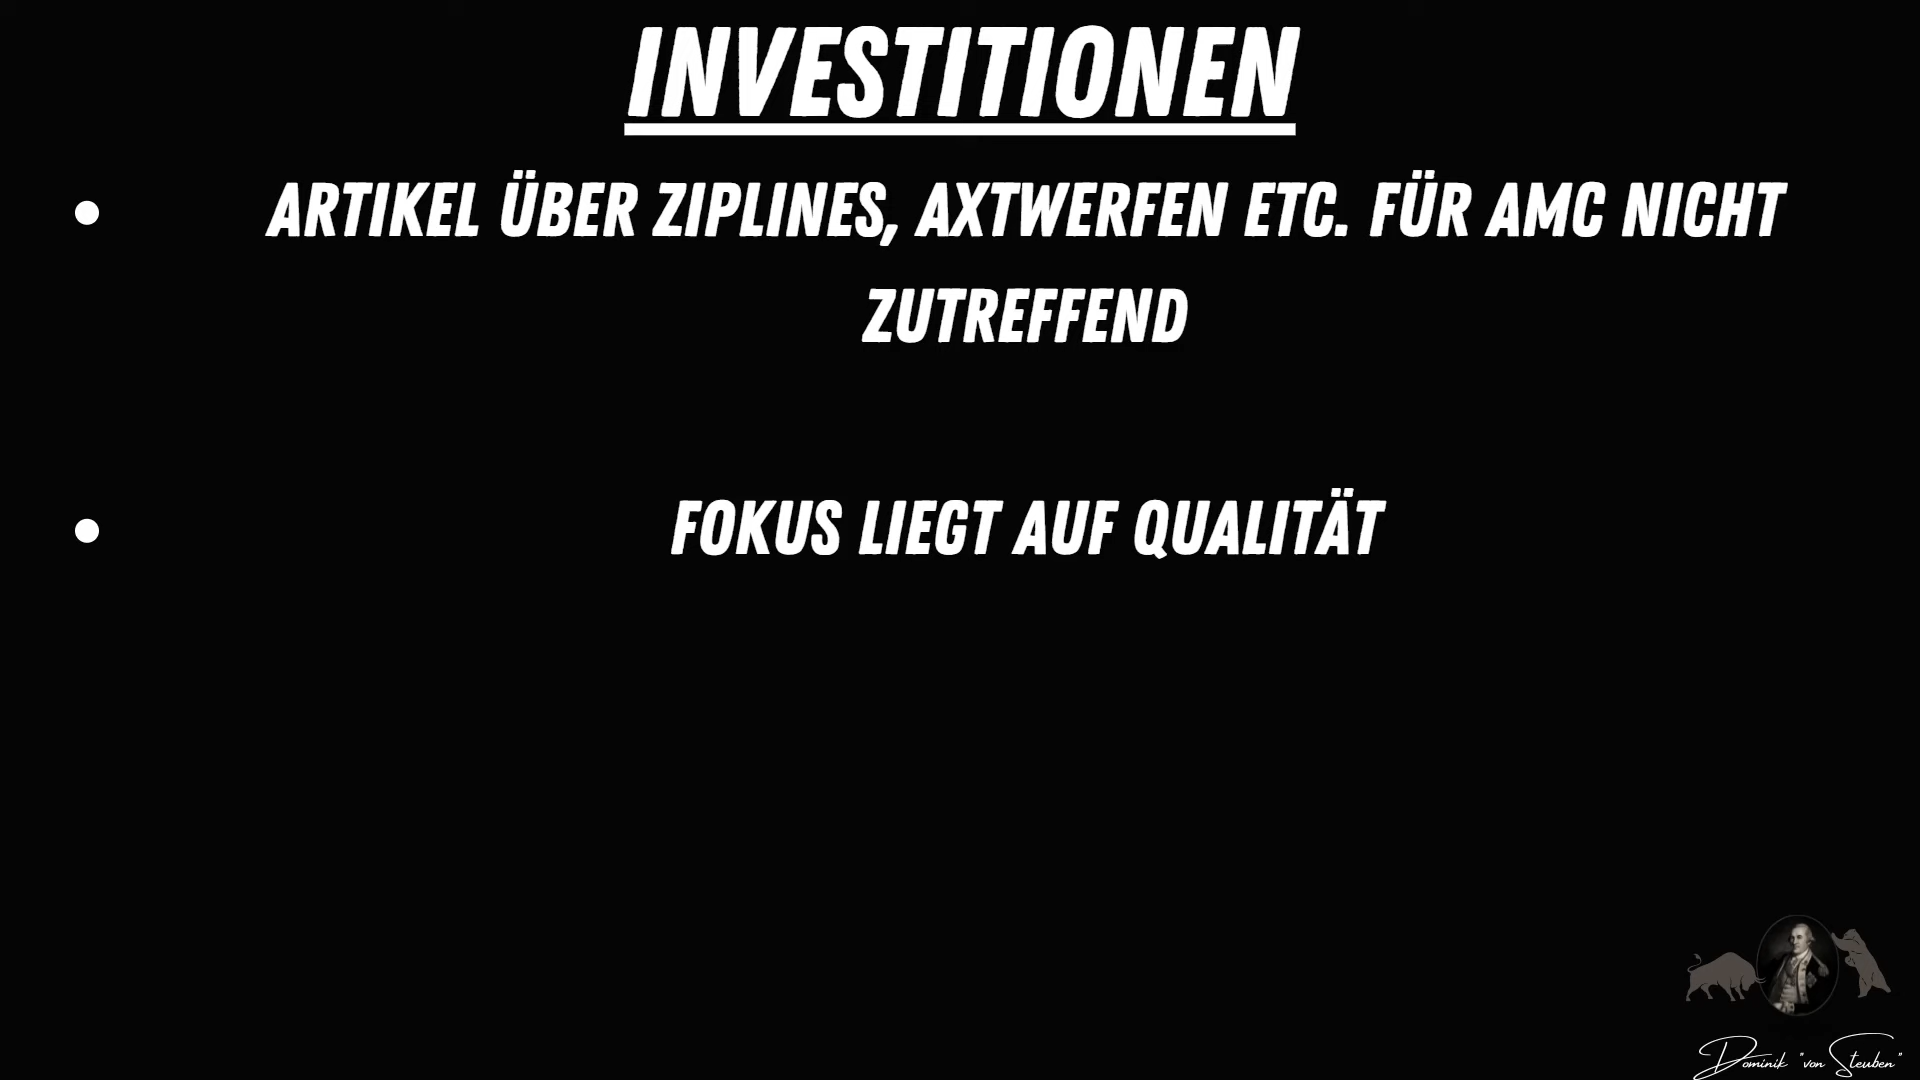 INVESTITIONEN
• ARTIKEL ÜBER ZIPLINES, AXTWERFEN ETC. FÜR AMC NICHT
ZUTREFFEND
• FOKUS LIEGT AUF QUALITÄT
Dominik "von Steuben"